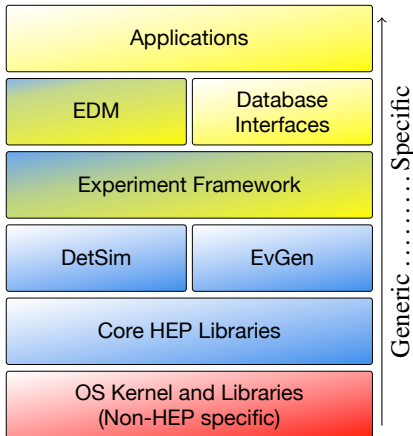 Applications
EDM
Database
Interfaces
Experiment Framework
DetSim
EvGen
Core HEP Libraries
OS Kernel and Libraries
(Non-HEP specific)
Generic .......... Specific